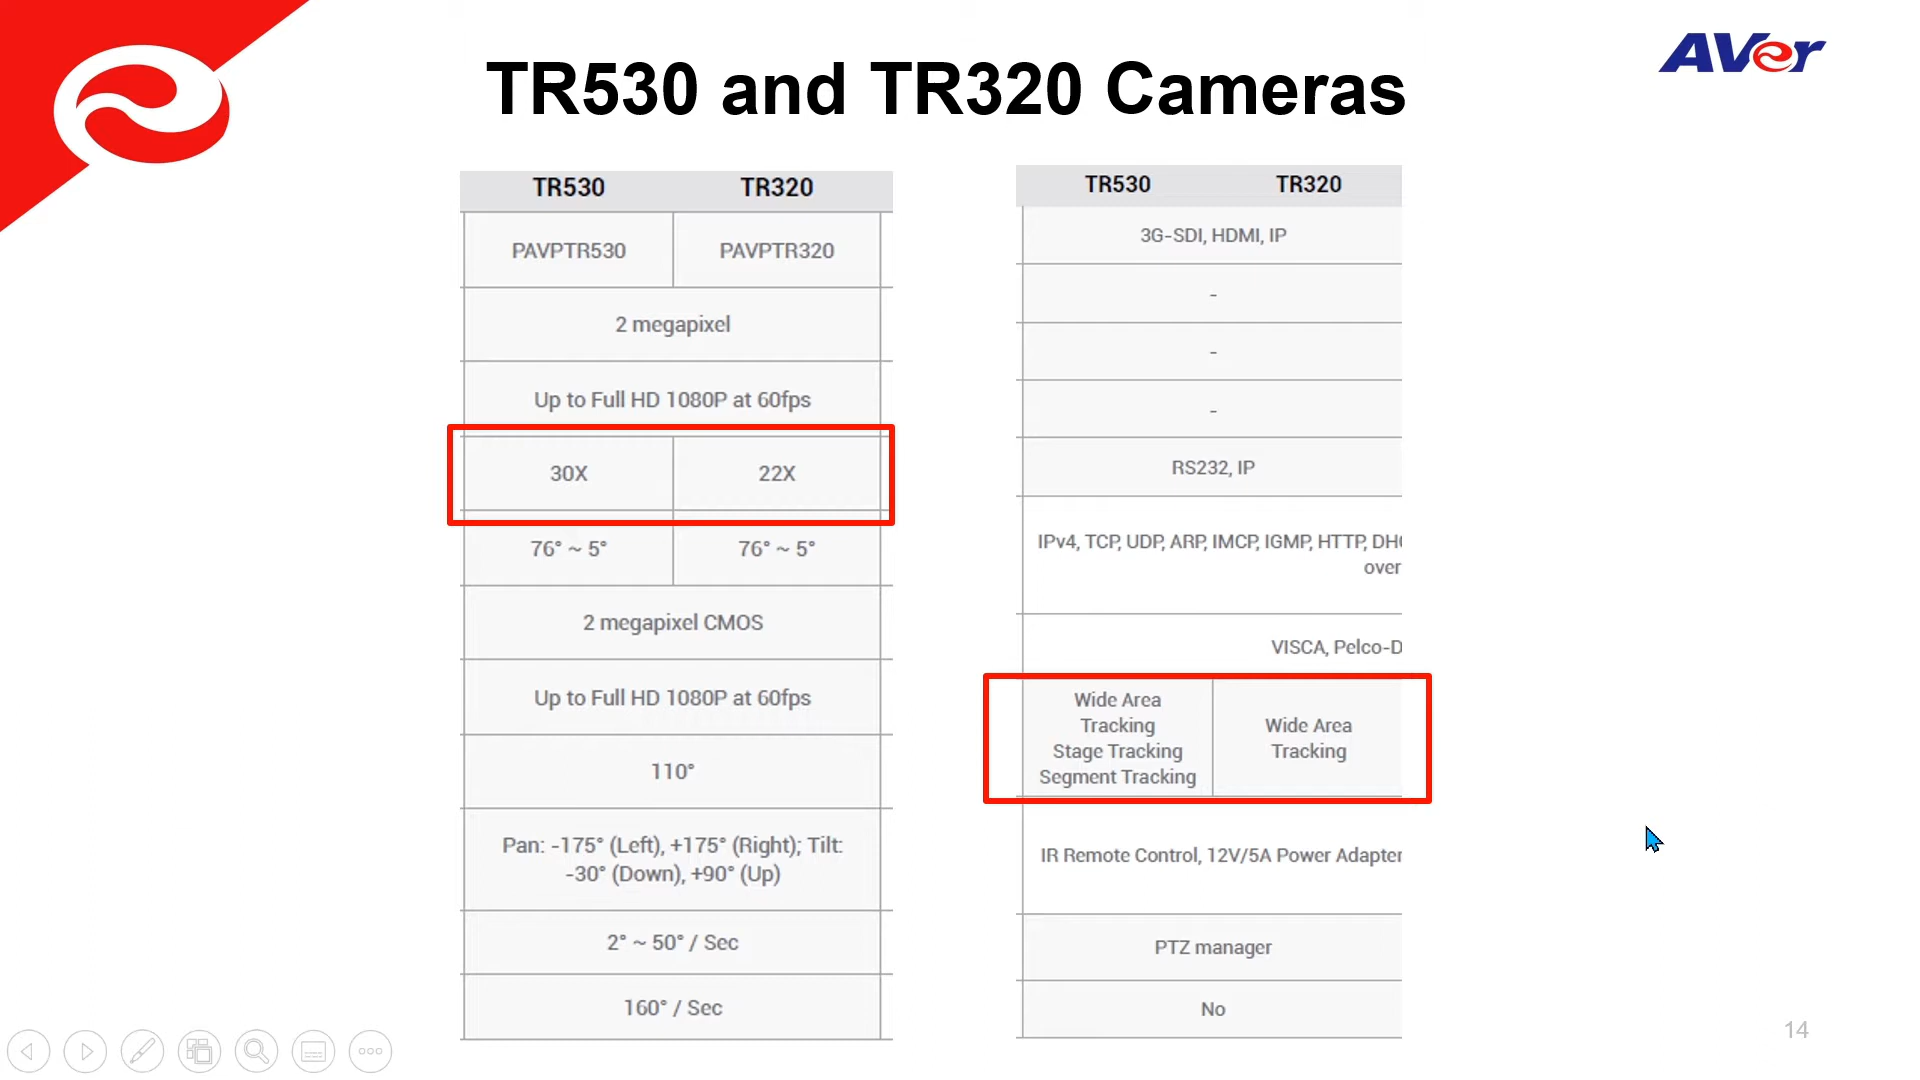 AVer
TR530 and TR320 Cameras
TR530 TR320
PAVPTR530 PAVPTR320
2 megapixel
Up to Full HD 1080P at 60fps
30X 22X
76° ~ 5° 76° ~ 5°
2 megapixel CMOS
Up to Full HD 1080P at 60fps
110°
Pan: -175° (Left), +175° (Right); Tilt:
-30° (Down), +90° (Up)
2° ~ 50° / Sec
160° / Sec
TR530 TR320
3G-SDI, HDMI, IP
-
-
-
RS232, IP
IPv4, TCP, UDP, ARP, IMCP, IGMP, HTTP, DHC
over
VISCA, Pelco-D
Wide Area
Tracking
Stage Tracking
Segment Tracking
Wide Area
Tracking
IR Remote Control, 12V/5A Power Adapter
PTZ manager
No
14